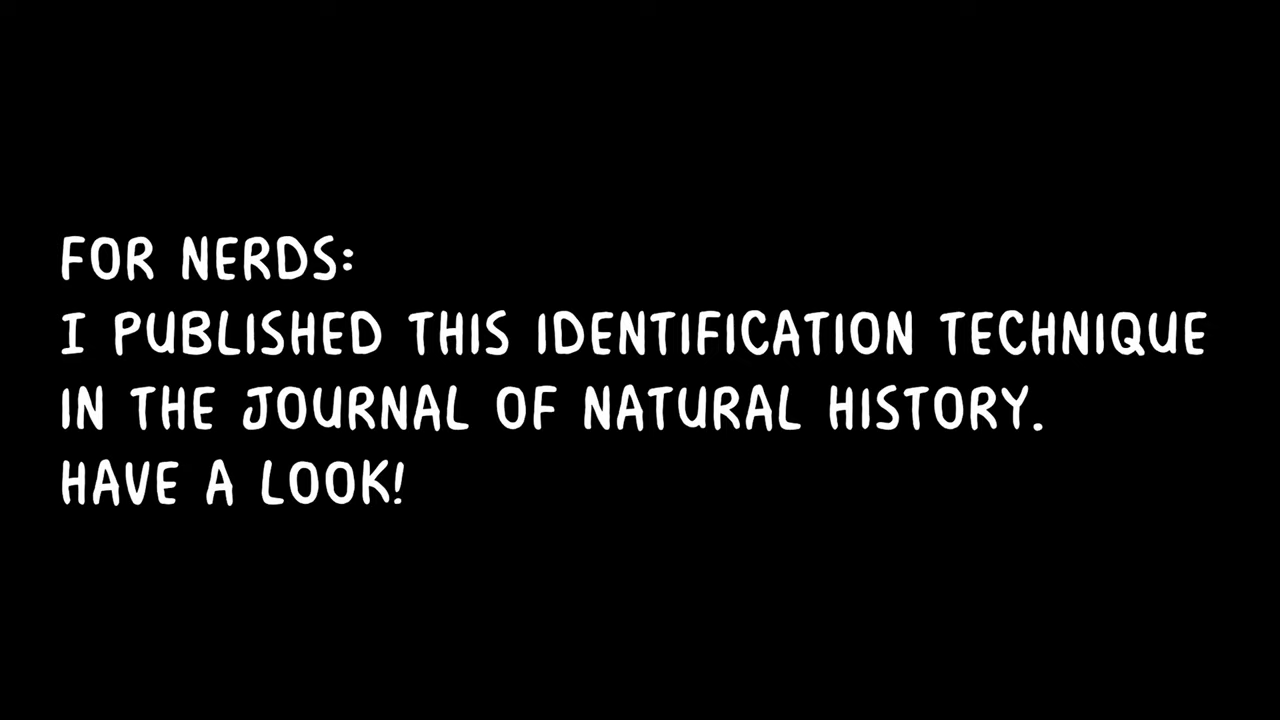 FOR NERDS:
I PUBLISHED THIS IDENTIFICATION TECHNIQUE
IN THE JOURNAL OF NATURAL HISTORY.
HAVE A LOOK!